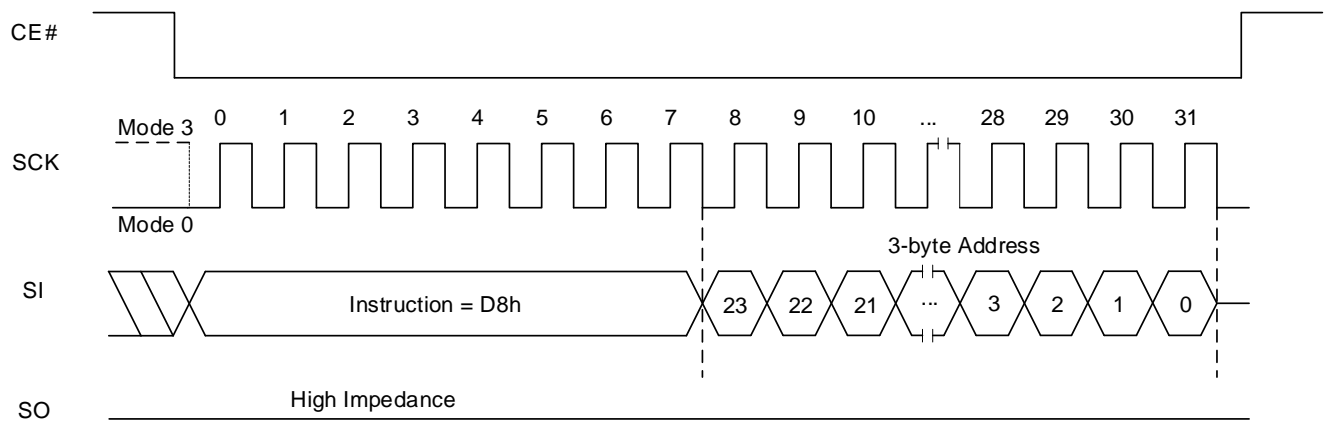 CE#
0 1 2 3 4 5 6 7 8 9 10 ... 28 29 30 31
Mode 3
SCK
Mode 0
3-byte Address
SI
Instruction = D8h 23 22 21 ... 3 2 1 0
High Impedance
SO